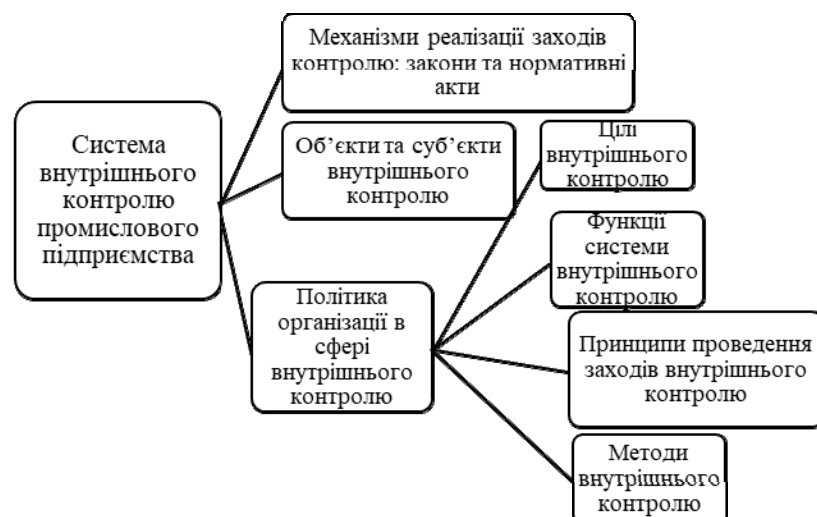 Механізми реалізації заходів
контролю: закони та нормативні
акти
Система
внутрішнього
контролю
промислового
підприємства
Об’єкти та суб’єкти
внутрішнього
контролю
Політика
організації в
сфері
внутрішнього
контролю
Цілі
внутрішнього
контролю
Функції
системи
внутрішнього
контролю
Принципи проведення
заходів внутрішнього
контролю
Методи
внутрішнього
контролю